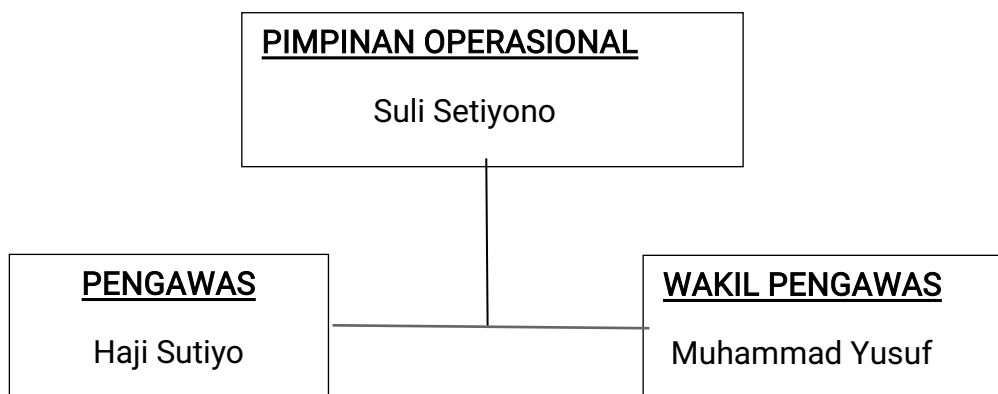 PIMPINAN OPERASIONAL
Suli Setiyono
PENGAWAS
Haji Sutiyo
WAKIL PENGAWAS
Muhammad Yusuf